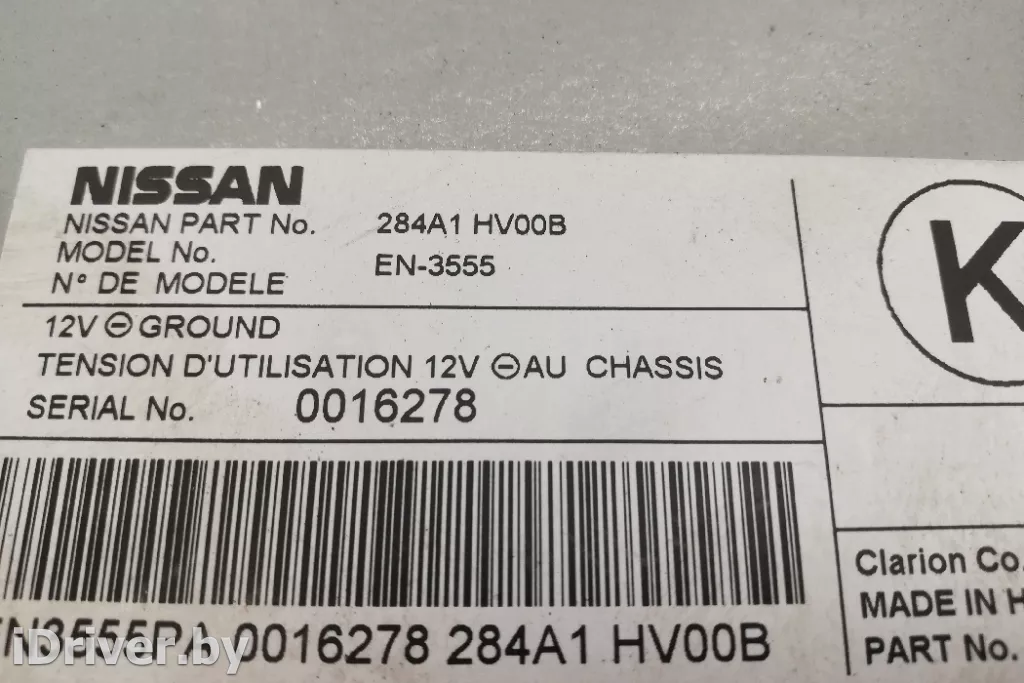 NISSAN
NISSAN PART No. 284A1 HV00B
MODEL No.
N° DE MODELE EN-3555
12V ⊖ GROUND
TENSION D'UTILISATION 12V ⊖ AU CHASSIS
SERIAL No. 0016278
0016278 284A1 HV00B
K
Clarion Co.
MADE IN
PART No.
iDriver.by